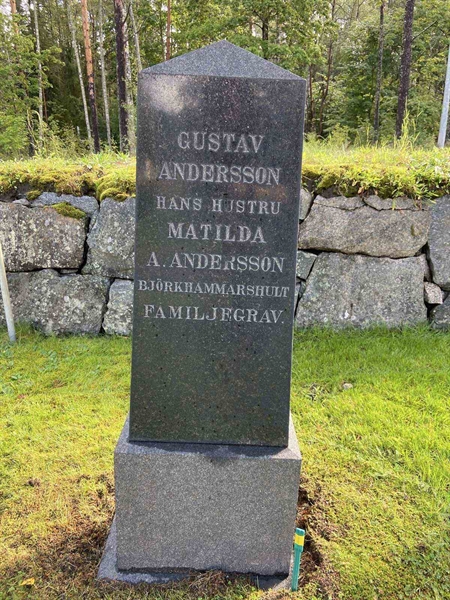 GUSTAV
ANDERSSON
HANS HUSTRU
MATILDA
A. ANDERSSON
BJÖRKHAMMARSHULT
FAMILJEGRAV.